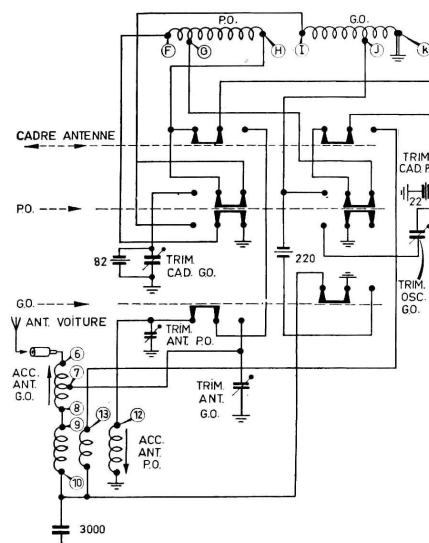 P.O.
G.O.
F
G
H
I
J
K
CADRE ANTENNE
TRIM.
CAD. P
22
P.O.
82
TRIM.
CAD. GO.
220
TRIM.
OSC.
G.O.
G.O.
ANT. VOITURE
TRIM.
ANT. P.O.
6
ACC.
ANT.
G.O.
7
8
9
10
13
12
TRIM.
ANT.
G.O.
ACC.
ANT.
P.O.
3000